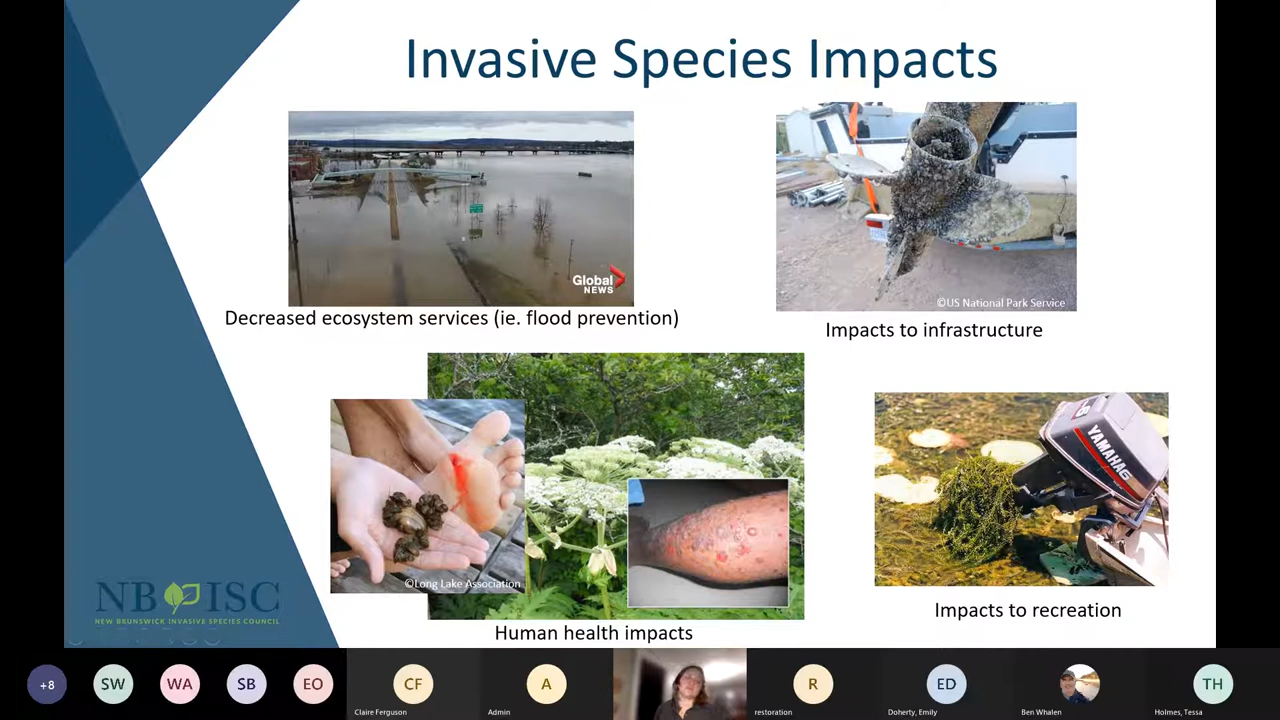 Invasive Species Impacts
Global
NEWS
Decreased ecosystem services (ie. flood prevention)
©US National Park Service
Impacts to infrastructure
©Long Lake Association
Human health impacts
YAMAHA
8
Impacts to recreation
NB ISC
NEW BRUNSWICK INVASIVE SPECIES COUNCIL
+8
SW
WA
SB
EO
CF
Claire Ferguson
A
Admin
R
restoration
ED
Doherty, Emily
Ben Whalen
TH
Holmes, Tessa